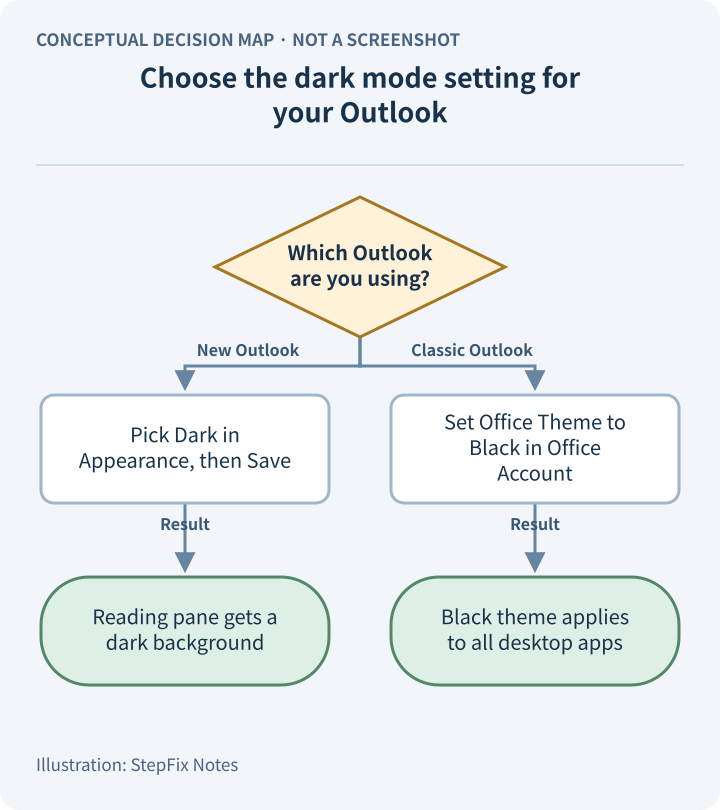 CONCEPTUAL DECISION MAP · NOT A SCREENSHOT
Choose the dark mode setting for
your Outlook
Which Outlook
are you using?
New Outlook
Classic Outlook
Pick Dark in
Appearance, then Save
Set Office Theme to
Black in Office
Account
Result
Result
Reading pane gets a
dark background
Black theme applies
to all desktop apps
Illustration: StepFix Notes